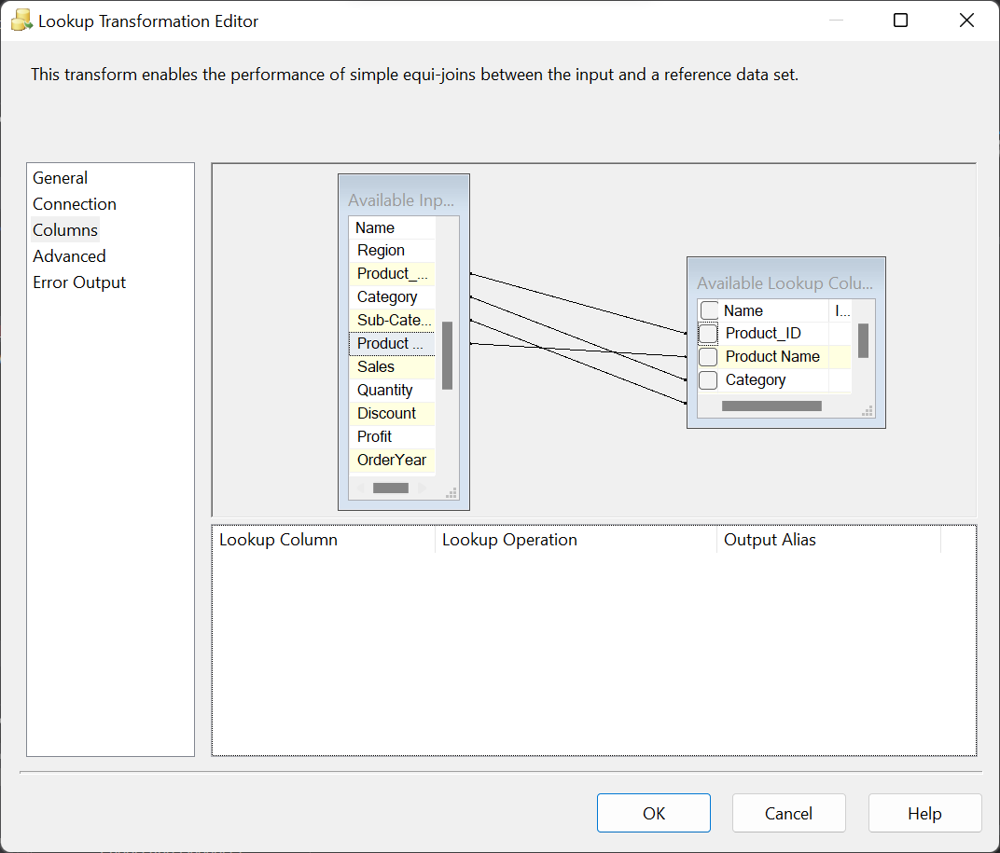 Lookup Transformation Editor
This transform enables the performance of simple equi-joins between the input and a reference data set.
General
Connection
Columns
Advanced
Error Output
Available Inp...
Name
Region
Product_...
Category
Sub-Cate...
Product ...
Sales
Quantity
Discount
Profit
OrderYear
Available Lookup Colu...
Name I...
Product_ID
Product Name
Category
Lookup Column Lookup Operation Output Alias
OK Cancel Help